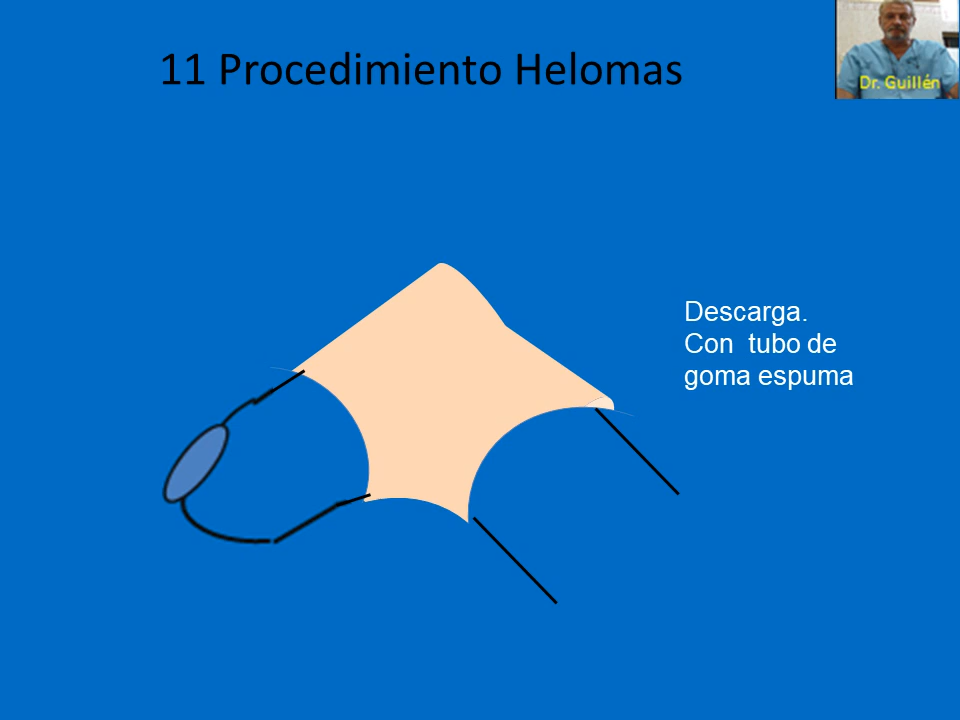 11 Procedimiento Helomas
Dr. Guillén
Descarga.
Con tubo de
goma espuma